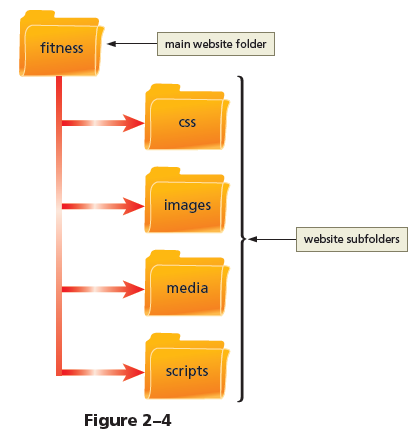 fitness
main website folder
css
images
website subfolders
media
scripts
Figure 2–4